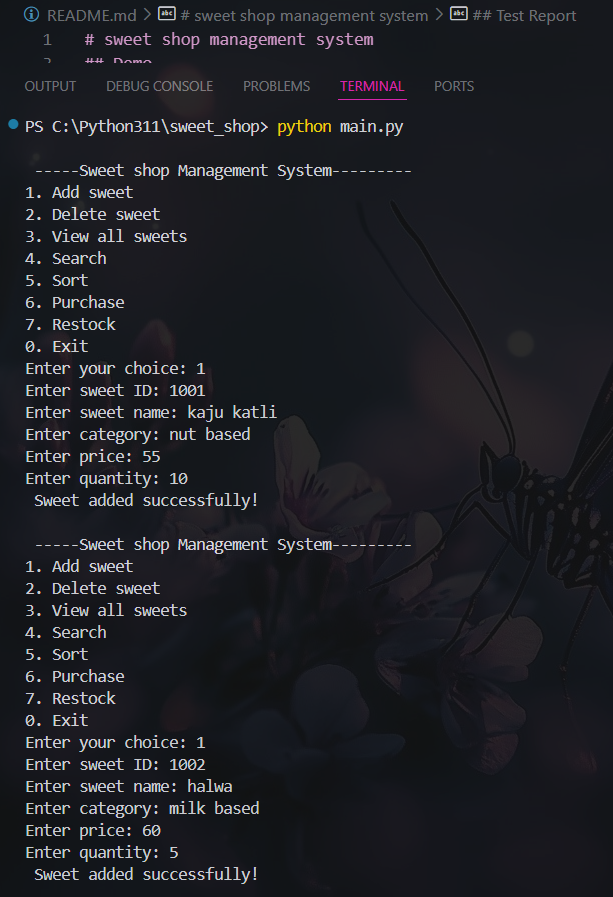 README.md > # sweet shop management system > ## Test Report
1 # sweet shop management system
2 ## Demo
OUTPUT DEBUG CONSOLE PROBLEMS TERMINAL PORTS
PS C:\Python311\sweet_shop> python main.py
-----Sweet shop Management System---------
1. Add sweet
2. Delete sweet
3. View all sweets
4. Search
5. Sort
6. Purchase
7. Restock
0. Exit
Enter your choice: 1
Enter sweet ID: 1001
Enter sweet name: kaju katli
Enter category: nut based
Enter price: 55
Enter quantity: 10
Sweet added successfully!
-----Sweet shop Management System---------
1. Add sweet
2. Delete sweet
3. View all sweets
4. Search
5. Sort
6. Purchase
7. Restock
0. Exit
Enter your choice: 1
Enter sweet ID: 1002
Enter sweet name: halwa
Enter category: milk based
Enter price: 60
Enter quantity: 5
Sweet added successfully!